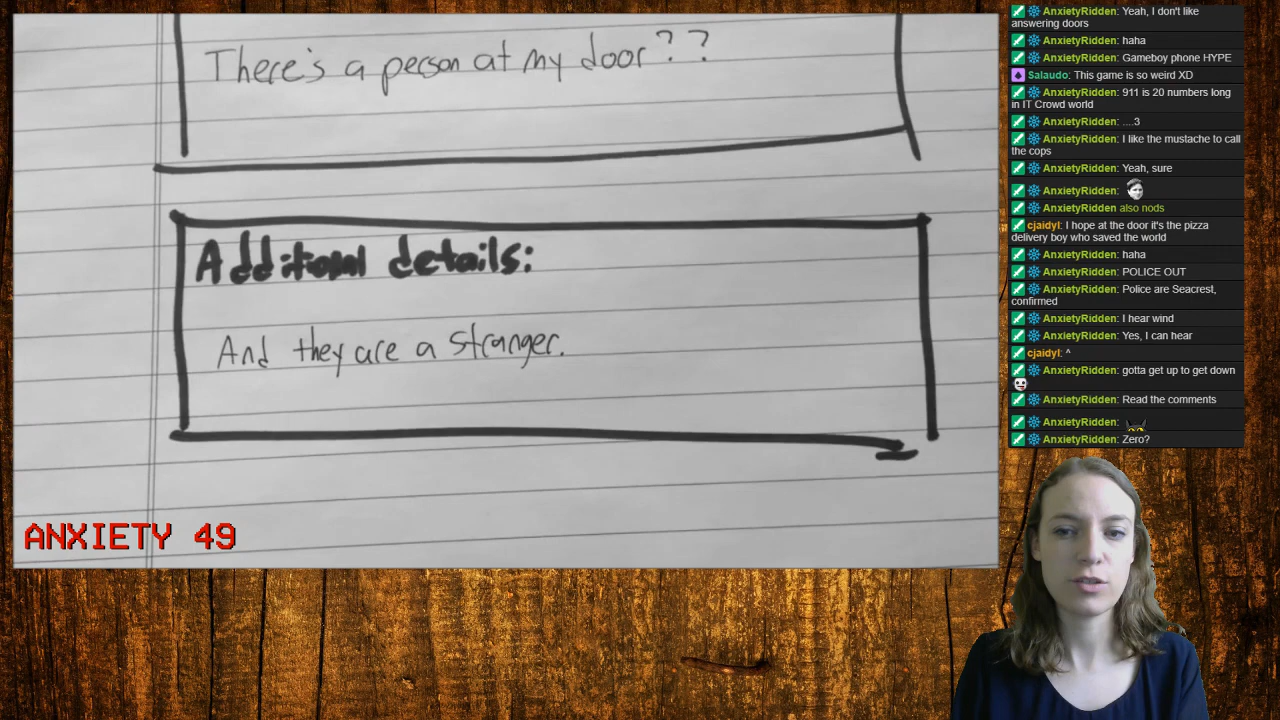 There's a person at my door??
Additional details:
And they are a stranger.
ANXIETY 49
AnxietyRidden: Yeah, I don't like
answering doors
AnxietyRidden: haha
AnxietyRidden: Gameboy phone HYPE
Salaudo: This game is so weird XD
AnxietyRidden: 911 is 20 numbers long
in IT Crowd world
AnxietyRidden: ....3
AnxietyRidden: I like the mustache to call
the cops
AnxietyRidden: Yeah, sure
AnxietyRidden:
AnxietyRidden also nods
cjaidyl: I hope at the door it's the pizza
delivery boy who saved the world
AnxietyRidden: haha
AnxietyRidden: POLICE OUT
AnxietyRidden: Police are Seacrest,
confirmed
AnxietyRidden: I hear wind
AnxietyRidden: Yes, I can hear
cjaidyl: ^
AnxietyRidden: gotta get up to get down
AnxietyRidden: Read the comments
AnxietyRidden:
AnxietyRidden: Zero?